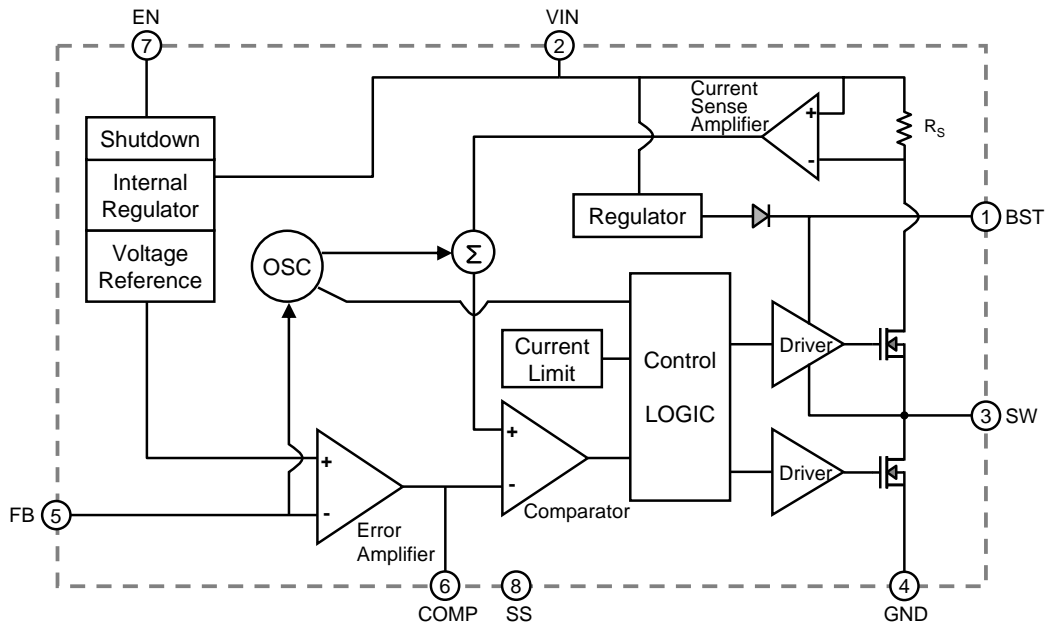 EN
VIN
7
2
Current
Sense
Amplifier
+
-
RS
Shutdown
Internal
Regulator
Voltage
Reference
Regulator
1 BST
OSC
Σ
Current
Limit
Control
LOGIC
Driver
3 SW
+
-
Comparator
Driver
+
-
Error
Amplifier
FB 5
6
COMP
8
SS
4
GND